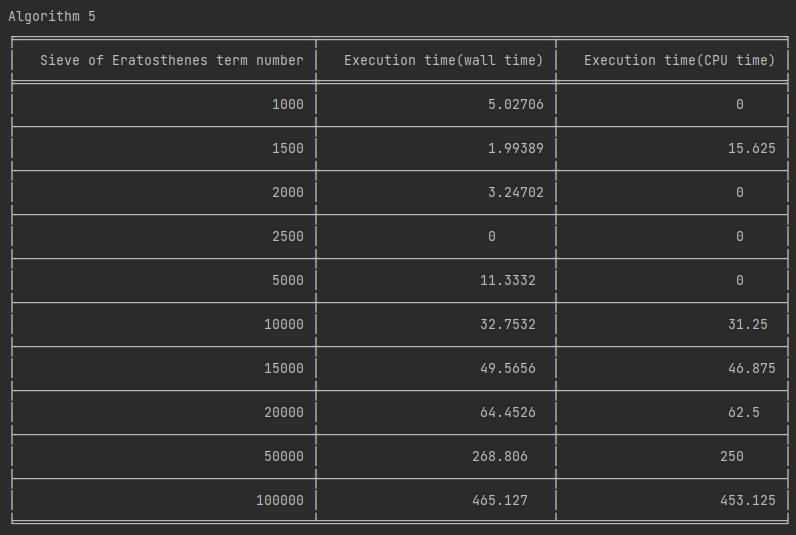 Algorithm 5
Sieve of Eratosthenes term number Execution time(wall time) Execution time(CPU time)
1000 5.02706 0
1500 1.99389 15.625
2000 3.24702 0
2500 0 0
5000 11.3332 0
10000 32.7532 31.25
15000 49.5656 46.875
20000 64.4526 62.5
50000 268.806 250
100000 465.127 453.125